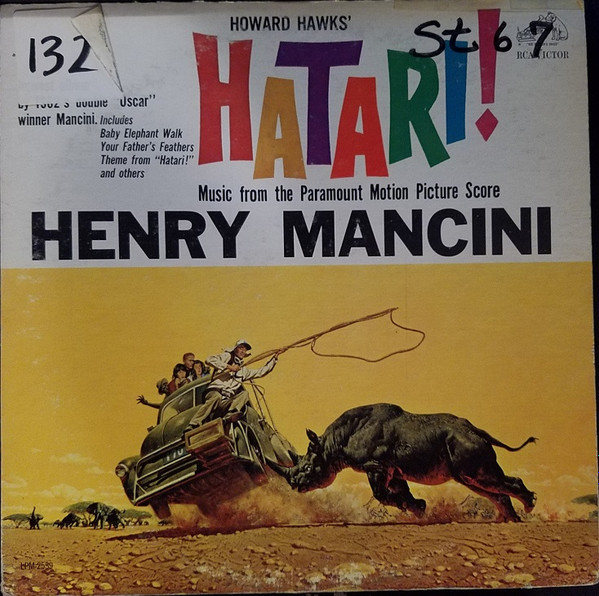 HOWARD HAWKS'
132
St. 67
RCA VICTOR
HATARI!
by 1962's double "Oscar"
winner Mancini. Includes
Baby Elephant Walk
Your Father's Feathers
Theme from "Hatari!"
and others
Music from the Paramount Motion Picture Score
HENRY MANCINI
LPM-2559